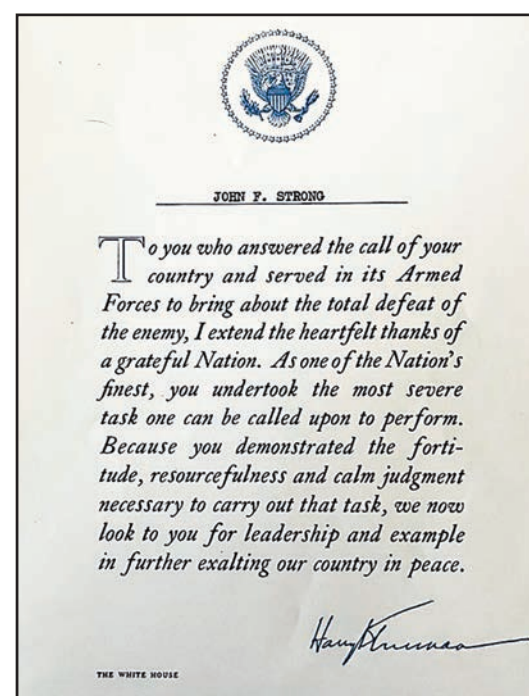 JOHN F. STRONG
To you who answered the call of your
country and served in its Armed
Forces to bring about the total defeat of
the enemy, I extend the heartfelt thanks of
a grateful Nation. As one of the Nation's
finest, you undertook the most severe
task one can be called upon to perform.
Because you demonstrated the forti-
tude, resourcefulness and calm judgment
necessary to carry out that task, we now
look to you for leadership and example
in further exalting our country in peace.
Harry Truman
THE WHITE HOUSE